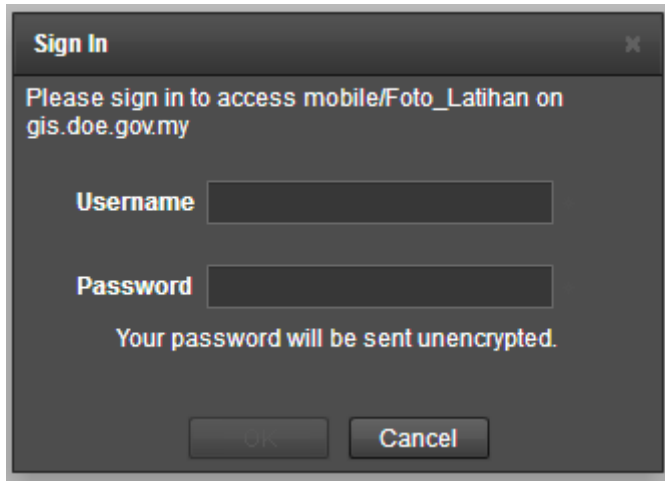 Sign In
Please sign in to access mobile/Foto_Latihan on
gis.doe.gov.my
Username
Password
Your password will be sent unencrypted.
OK Cancel